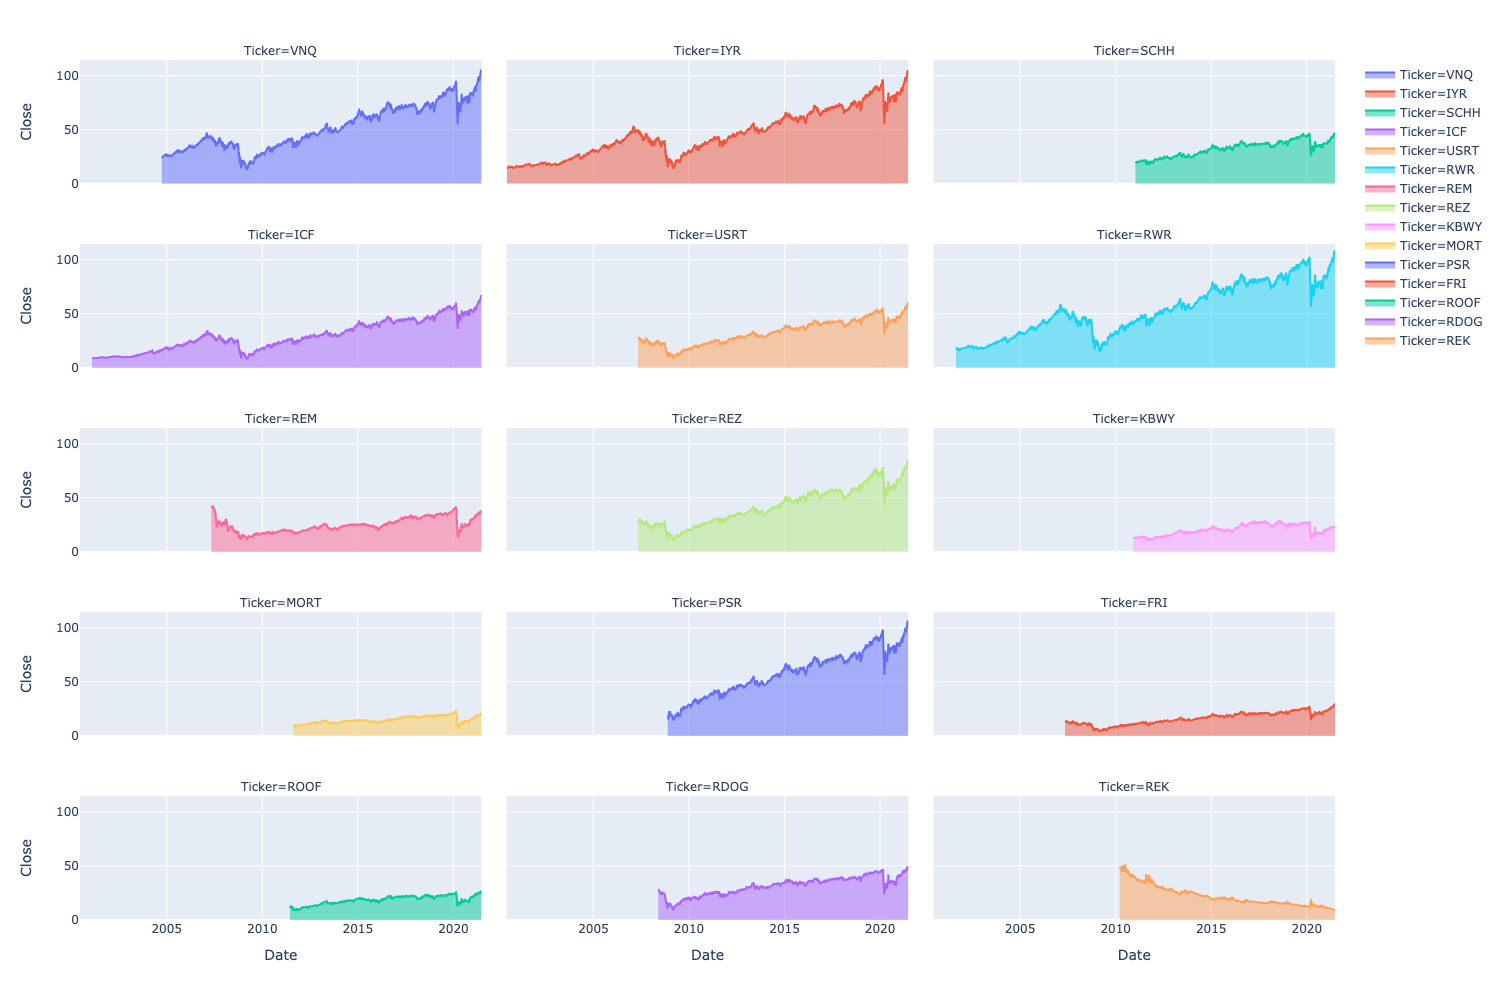 Ticker=VNQ
Ticker=IYR
Ticker=SCHH
Close
100
50
0
Ticker=ICF
Ticker=USRT
Ticker=RWR
Close
100
50
0
Ticker=REM
Ticker=REZ
Ticker=KBWY
Close
100
50
0
Ticker=MORT
Ticker=PSR
Ticker=FRI
Close
100
50
0
Ticker=ROOF
Ticker=RDOG
Ticker=REK
Close
100
50
0
2005 2010 2015 2020
2005 2010 2015 2020
2005 2010 2015 2020
Date
Date
Date
Ticker=VNQ
Ticker=IYR
Ticker=SCHH
Ticker=ICF
Ticker=USRT
Ticker=RWR
Ticker=REM
Ticker=REZ
Ticker=KBWY
Ticker=MORT
Ticker=PSR
Ticker=FRI
Ticker=ROOF
Ticker=RDOG
Ticker=REK